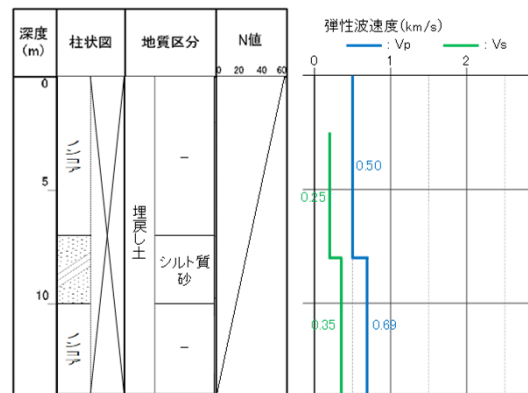 深度
(m)
柱状図
地質区分
N値
0 20 40 60
弾性波速度(km/s)
: Vp : Vs
0 1 2
0
5
10
埋戻し土
–
シルト質
砂
–
0.50
0.25
0.35
0.69